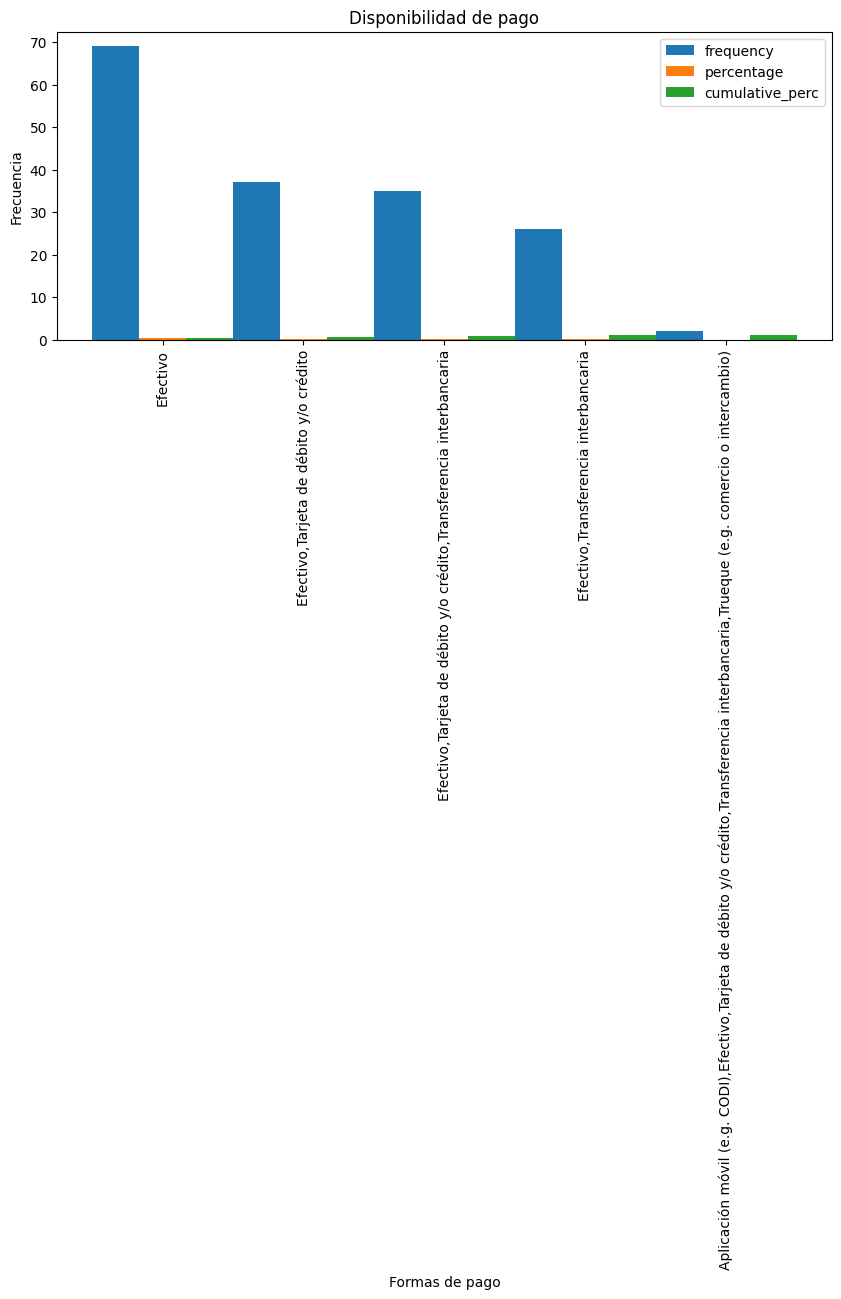 Disponibilidad de pago
frequency
percentage
cumulative_perc
Frecuencia
70
60
50
40
30
20
10
0
Efectivo
Efectivo,Tarjeta de débito y/o crédito
Efectivo,Tarjeta de débito y/o crédito,Transferencia interbancaria
Efectivo,Transferencia interbancaria
Aplicación móvil (e.g. CODI),Efectivo,Tarjeta de débito y/o crédito,Transferencia interbancaria,Trueque (e.g. comercio o intercambio)
Formas de pago